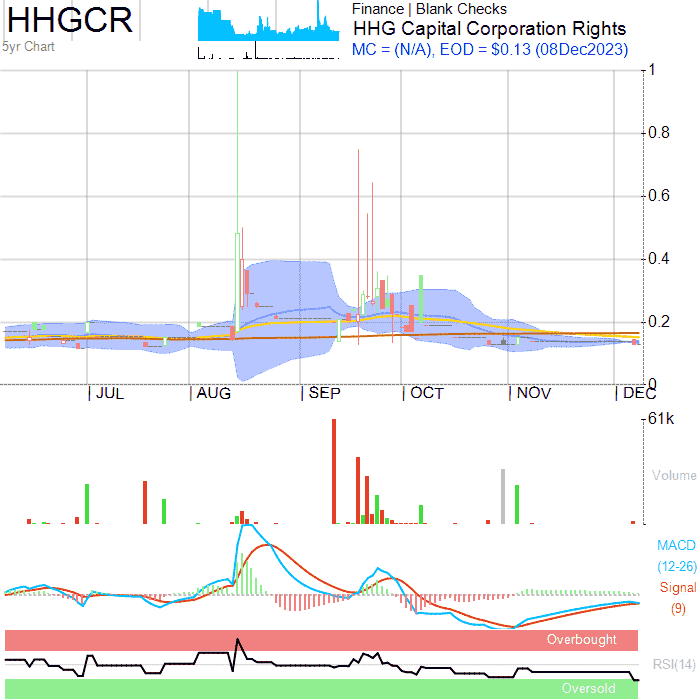 HHGCR
5yr Chart
Finance | Blank Checks
HHG Capital Corporation Rights
MC = (N/A), EOD = $0.13 (08Dec2023)
1
0.8
0.6
0.4
0.2
0
JUL AUG SEP OCT NOV DEC
61k
Volume
MACD
(12-26)
Signal
(9)
Overbought
RSI(14)
Oversold